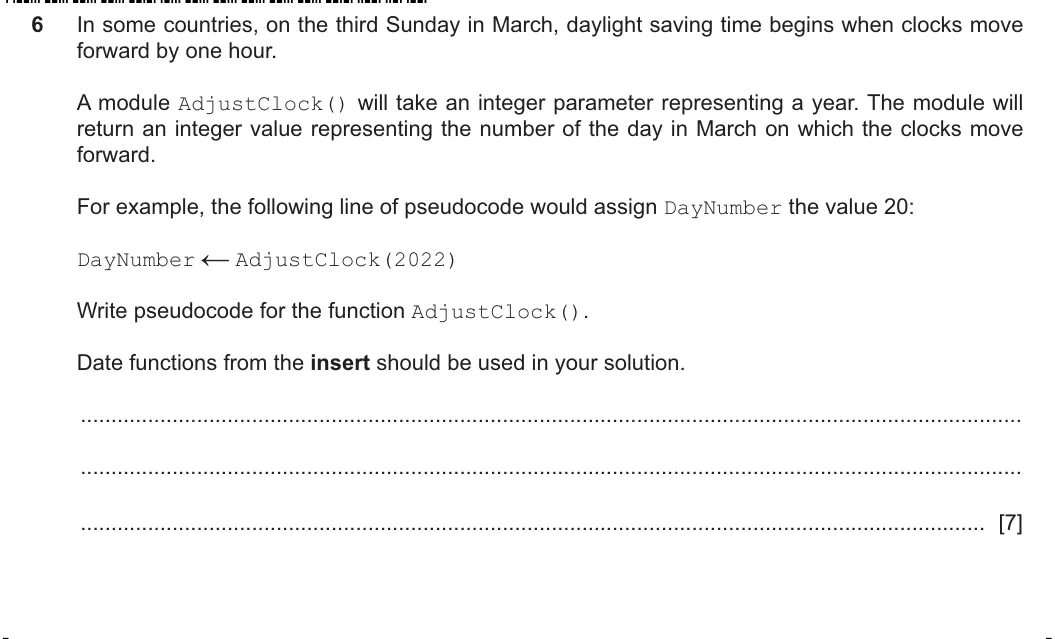 6 In some countries, on the third Sunday in March, daylight saving time begins when clocks move
forward by one hour.
A module AdjustClock() will take an integer parameter representing a year. The module will
return an integer value representing the number of the day in March on which the clocks move
forward.
For example, the following line of pseudocode would assign DayNumber the value 20:
DayNumber ← AdjustClock(2022)
Write pseudocode for the function AdjustClock().
Date functions from the insert should be used in your solution.
[7]